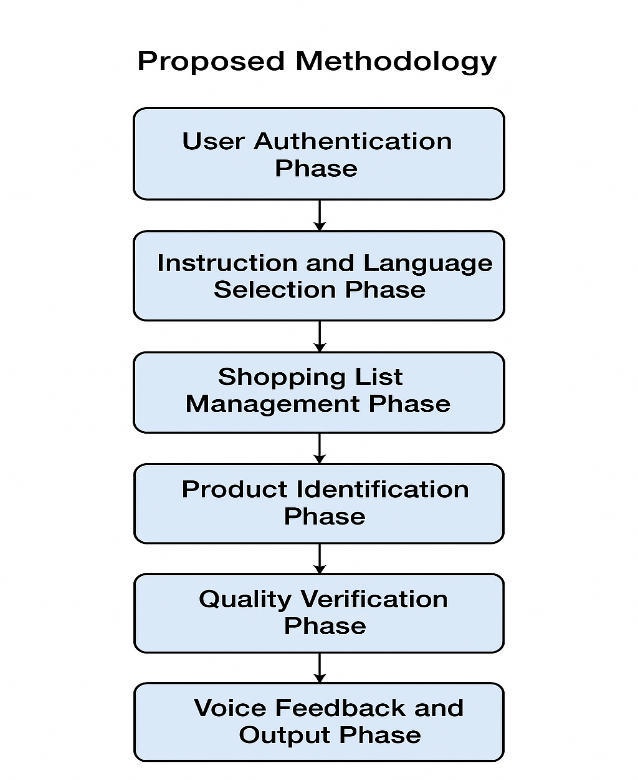 Proposed Methodology
User Authentication
Phase
Instruction and Language
Selection Phase
Shopping List
Management Phase
Product Identification
Phase
Quality Verification
Phase
Voice Feedback and
Output Phase